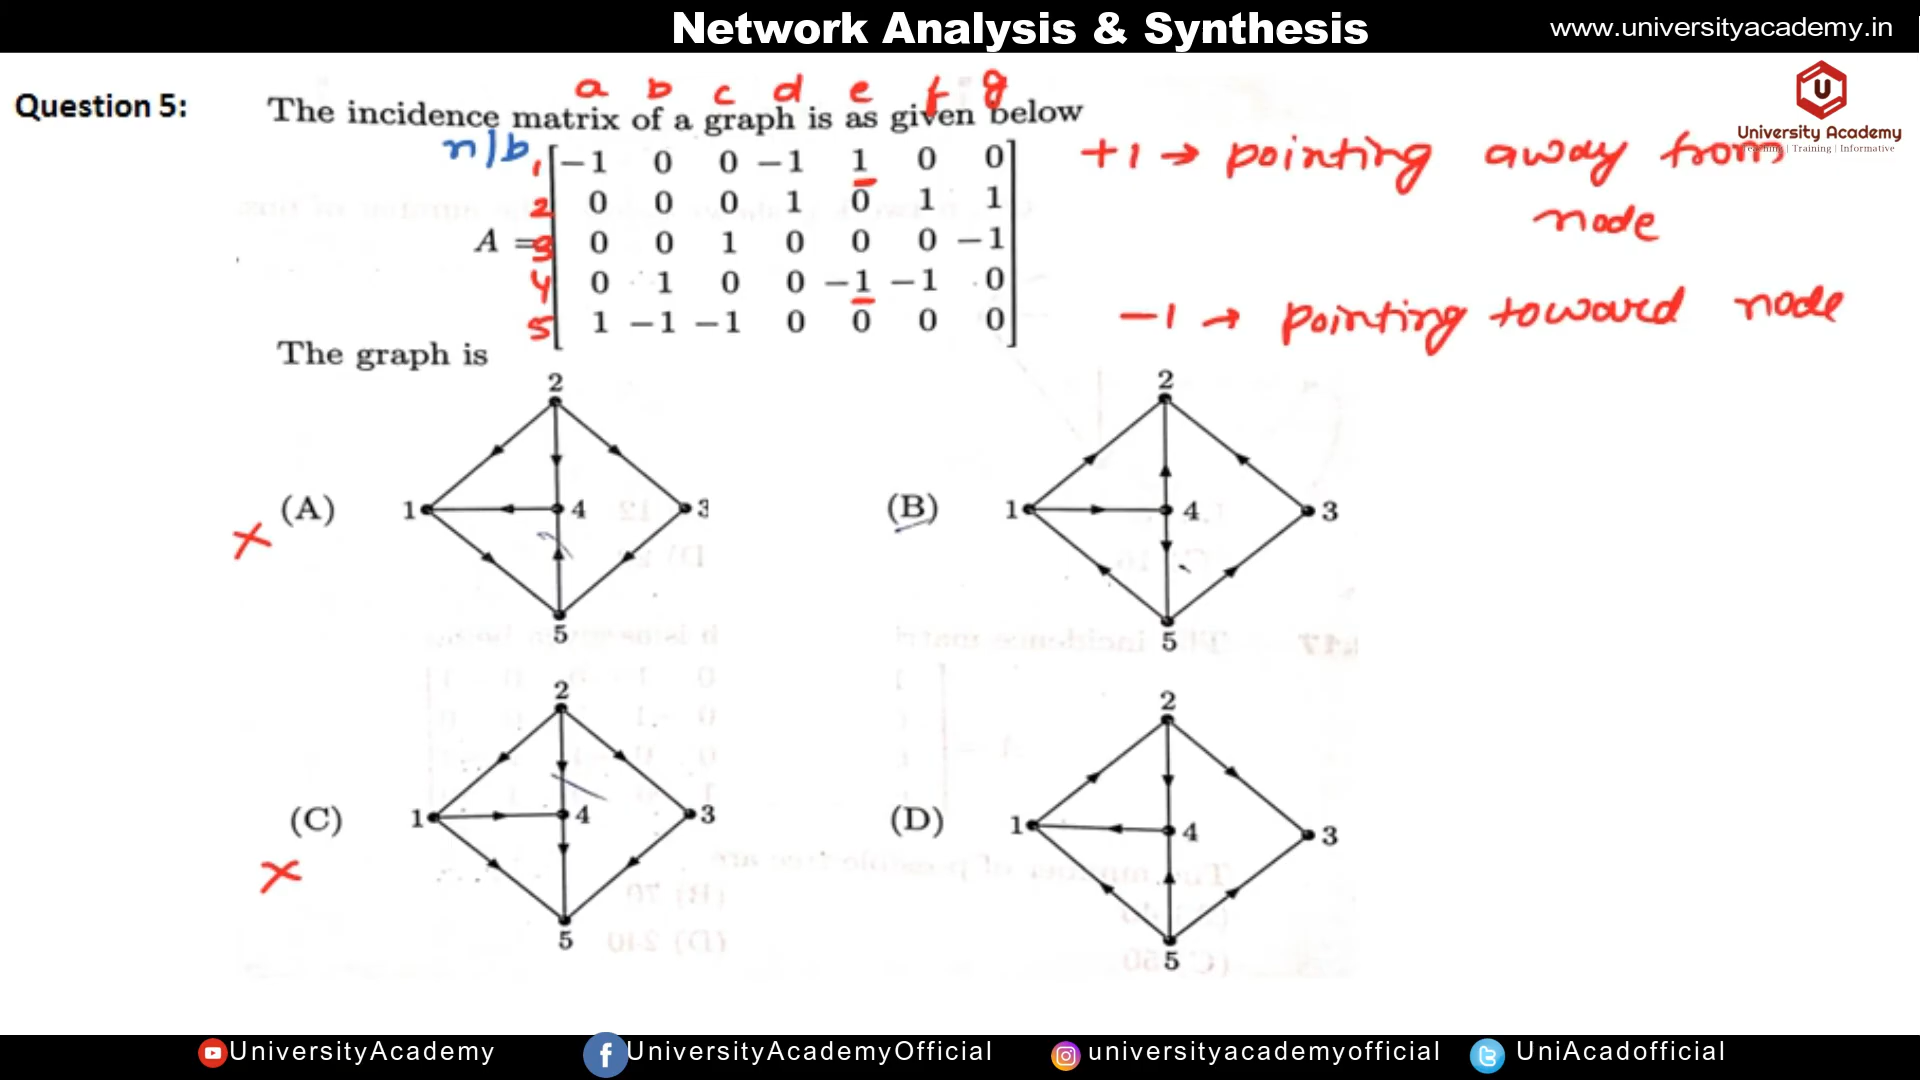 Network Analysis & Synthesis
www.universityacademy.in
Question 5:
a b c d e f g
The incidence matrix of a graph is as given below
n/b
1 −1 0 0 −1 1 0 0
2 0 0 0 1 0 1 1
A = 3 0 0 1 0 0 0 −1
4 0 1 0 0 −1 −1 0
5 1 −1 −1 0 0 0 0
+1 → pointing away from
node
−1 → pointing toward node
U
University Academy
| Training | Informative
The graph is
(A)
2
1 4 3
5
(B)
2
1 4 3
5
(C)
2
1 4 3
5
(D)
2
1 4 3
5
UniversityAcademy
UniversityAcademyOfficial
universityacademyofficial
UniAcadofficial